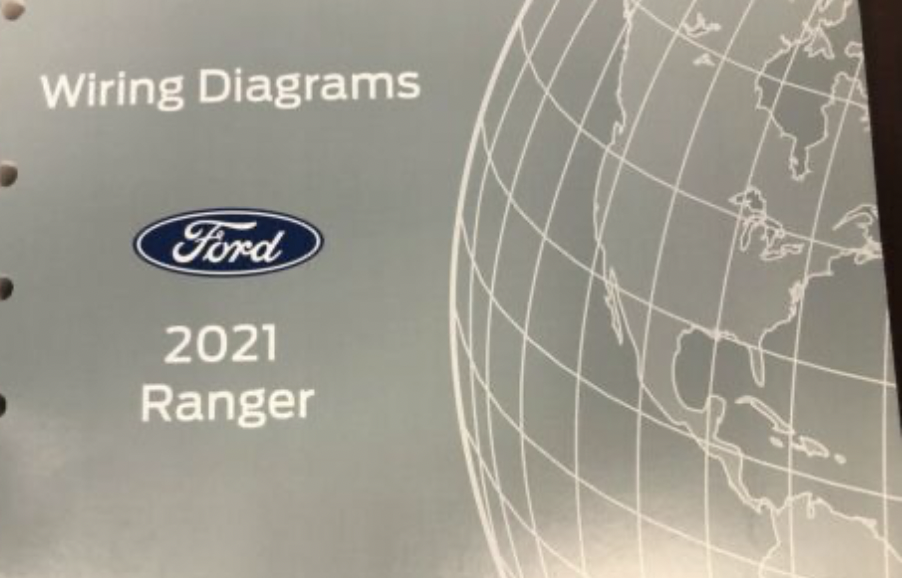 Wiring Diagrams
Ford
2021
Ranger